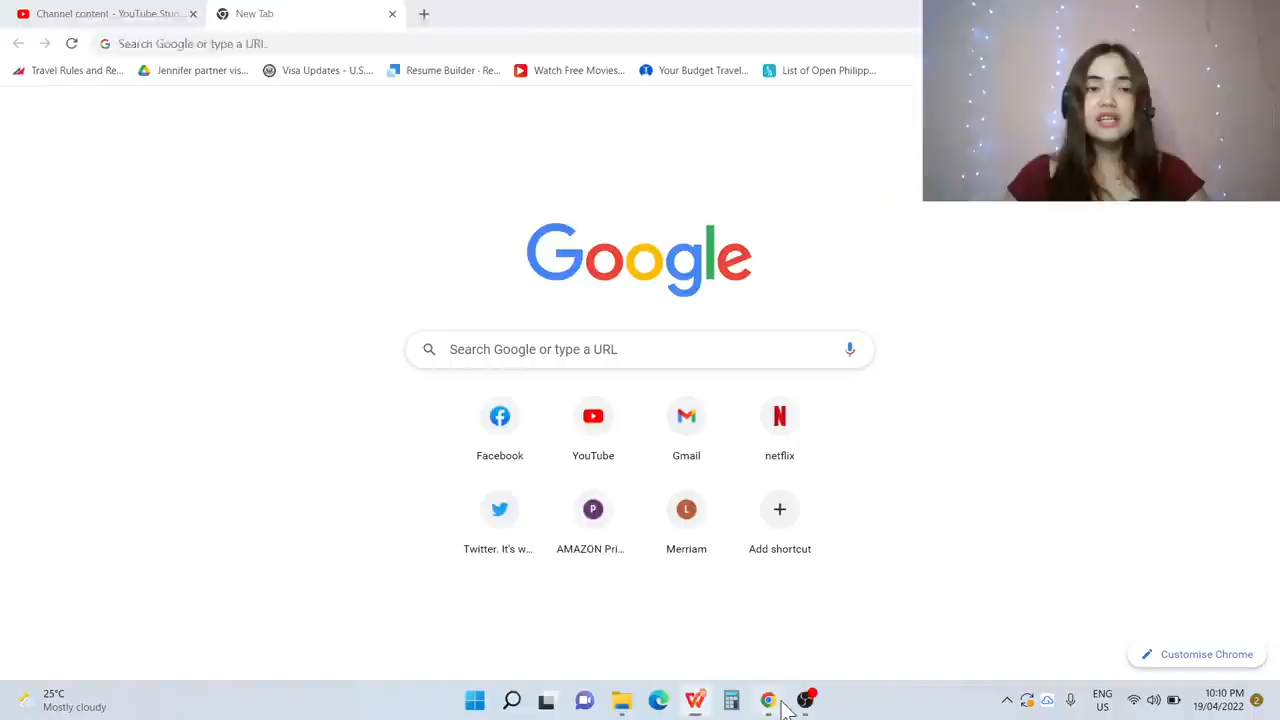 Channel content - YouTube Stud
New Tab
Search Google or type a URL
Travel Rules and Re...
Jennifer partner vis...
Visa Updates - U.S....
Resume Builder · Re...
Watch Free Movies...
Your Budget Travel...
List of Open Philipp...
Google
Search Google or type a URL
Facebook
YouTube
Gmail
netflix
Twitter. It's w...
P
AMAZON Pri...
L
Merriam
Add shortcut
Customise Chrome
25°C
Mostly cloudy
ENG
US
10:10 PM
19/04/2022
2